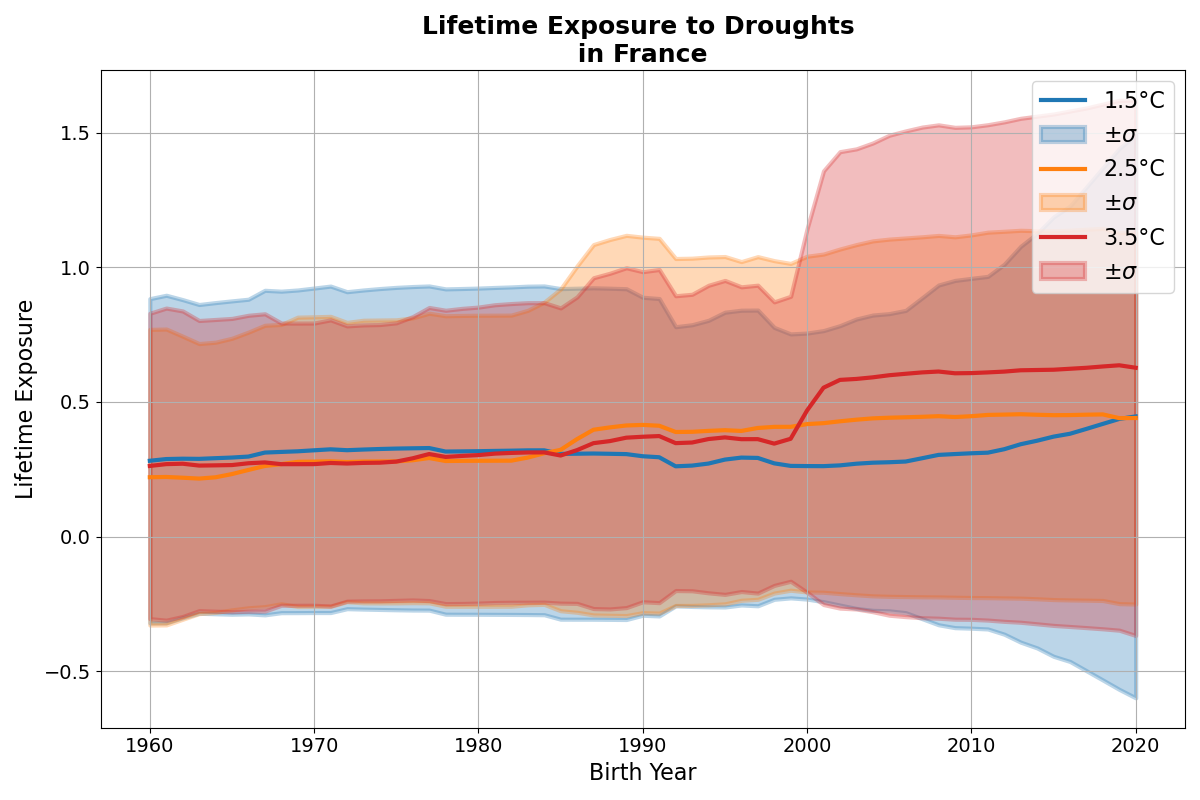 Lifetime Exposure to Droughts
in France
1.5°C
±σ
2.5°C
±σ
3.5°C
±σ
Lifetime Exposure
1.5
1.0
0.5
0.0
−0.5
1960
1970
1980
1990
2000
2010
2020
Birth Year